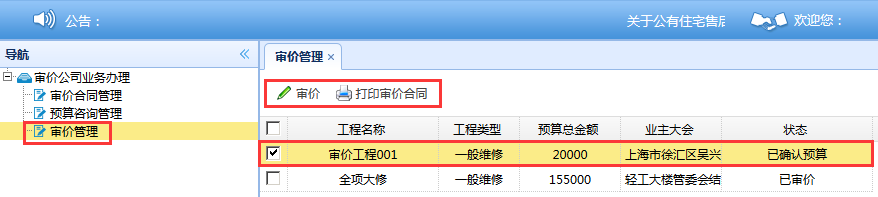 公告： 关于公有住宅售后 欢迎您：
导航
审价公司业务办理
审价合同管理
预算咨询管理
审价管理
审价管理 ×
审价 打印审价合同
工程名称 工程类型 预算总金额 业主大会 状态
审价工程001 一般维修 20000 上海市徐汇区吴兴 已确认预算
全项大修 一般维修 155000 轻工大楼管委会结 已审价